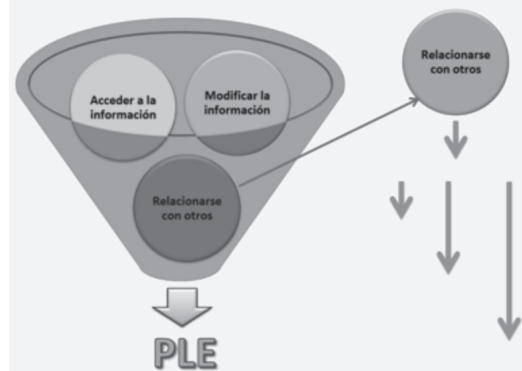 Acceder a la
información
Modificar la
información
Relacionarse
con otros
Relacionarse
con otros
PLE